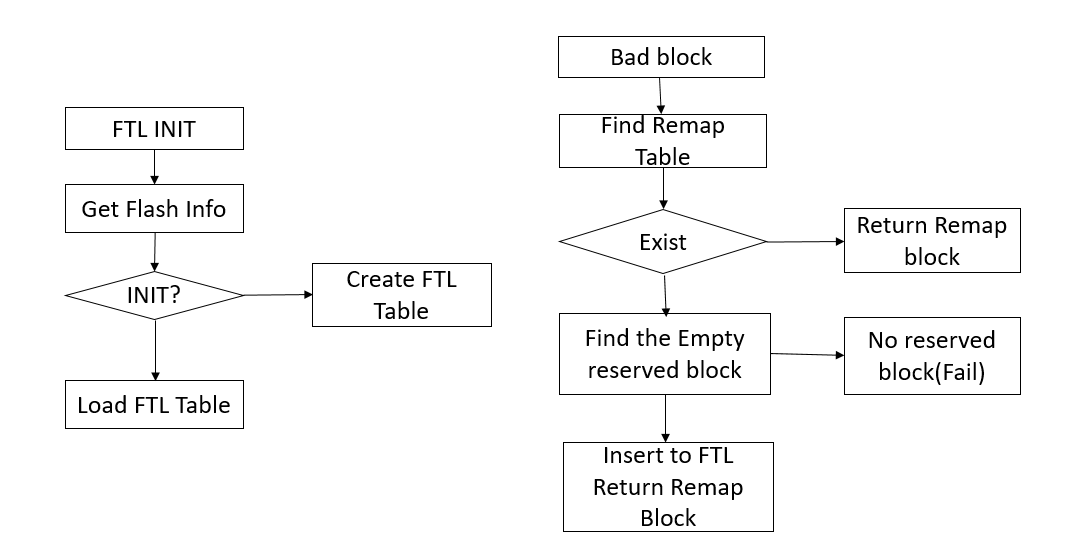 FTL INIT
Get Flash Info
INIT?
Create FTL
Table
Load FTL Table
Bad block
Find Remap
Table
Exist
Return Remap
block
Find the Empty
reserved block
No reserved
block(Fail)
Insert to FTL
Return Remap
Block